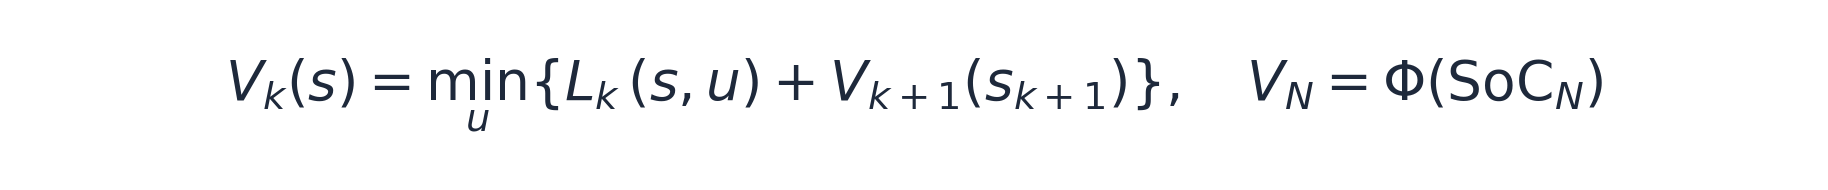 V_k(s) = min_u{L_k(s, u) + V_{k+1}(s_{k+1})},  V_N = Φ(SoC_N)